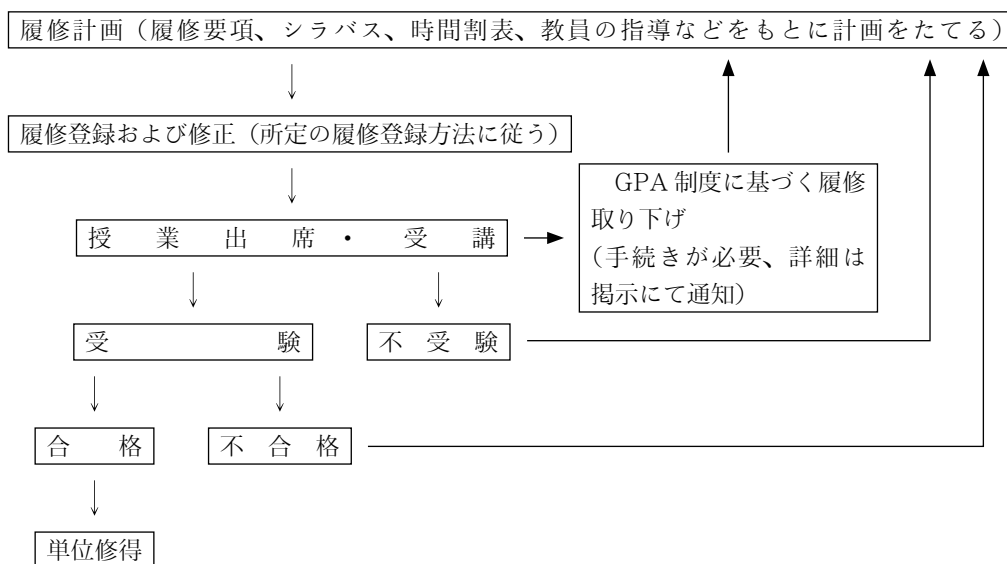 履修計画（履修要項、シラバス、時間割表、教員の指導などをもとに計画をたてる）
履修登録および修正（所定の履修登録方法に従う）
授業出席・受講
GPA制度に基づく履修
取り下げ
（手続きが必要、詳細は
掲示にて通知）
受験
不受験
合格
不合格
単位修得